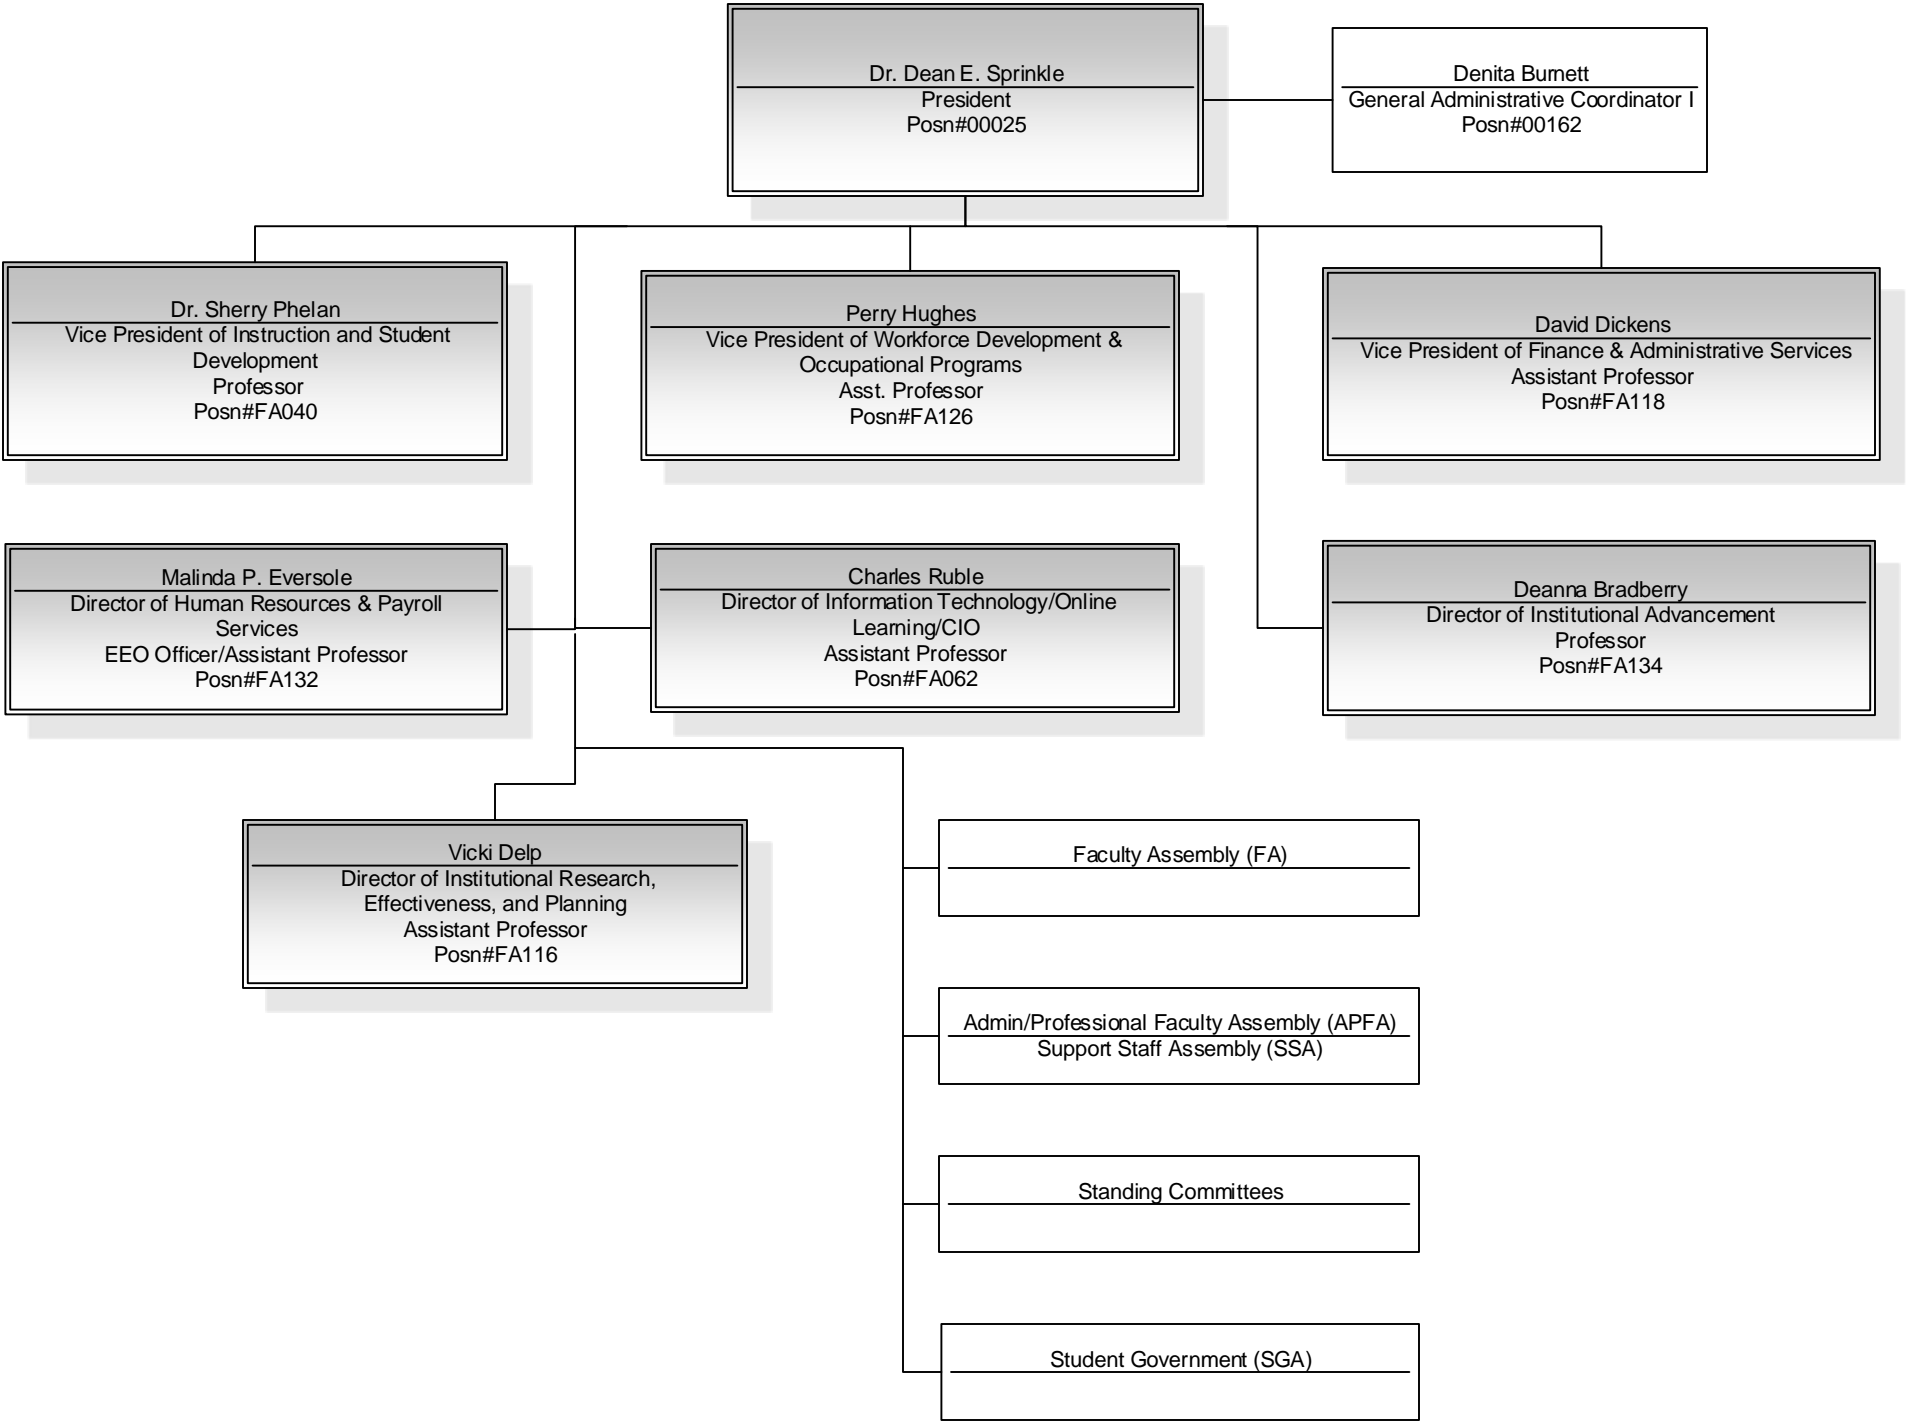 Dr. Dean E. Sprinkle
President
Posn#00025
Denita Burnett
General Administrative Coordinator I
Posn#00162
Dr. Sherry Phelan
Vice President of Instruction and Student
Development
Professor
Posn#FA040
Perry Hughes
Vice President of Workforce Development &
Occupational Programs
Asst. Professor
Posn#FA126
David Dickens
Vice President of Finance & Administrative Services
Assistant Professor
Posn#FA118
Malinda P. Eversole
Director of Human Resources & Payroll
Services
EEO Officer/Assistant Professor
Posn#FA132
Charles Ruble
Director of Information Technology/Online
Learning/CIO
Assistant Professor
Posn#FA062
Deanna Bradberry
Director of Institutional Advancement
Professor
Posn#FA134
Vicki Delp
Director of Institutional Research,
Effectiveness, and Planning
Assistant Professor
Posn#FA116
Faculty Assembly (FA)
Admin/Professional Faculty Assembly (APFA)
Support Staff Assembly (SSA)
Standing Committees
Student Government (SGA)